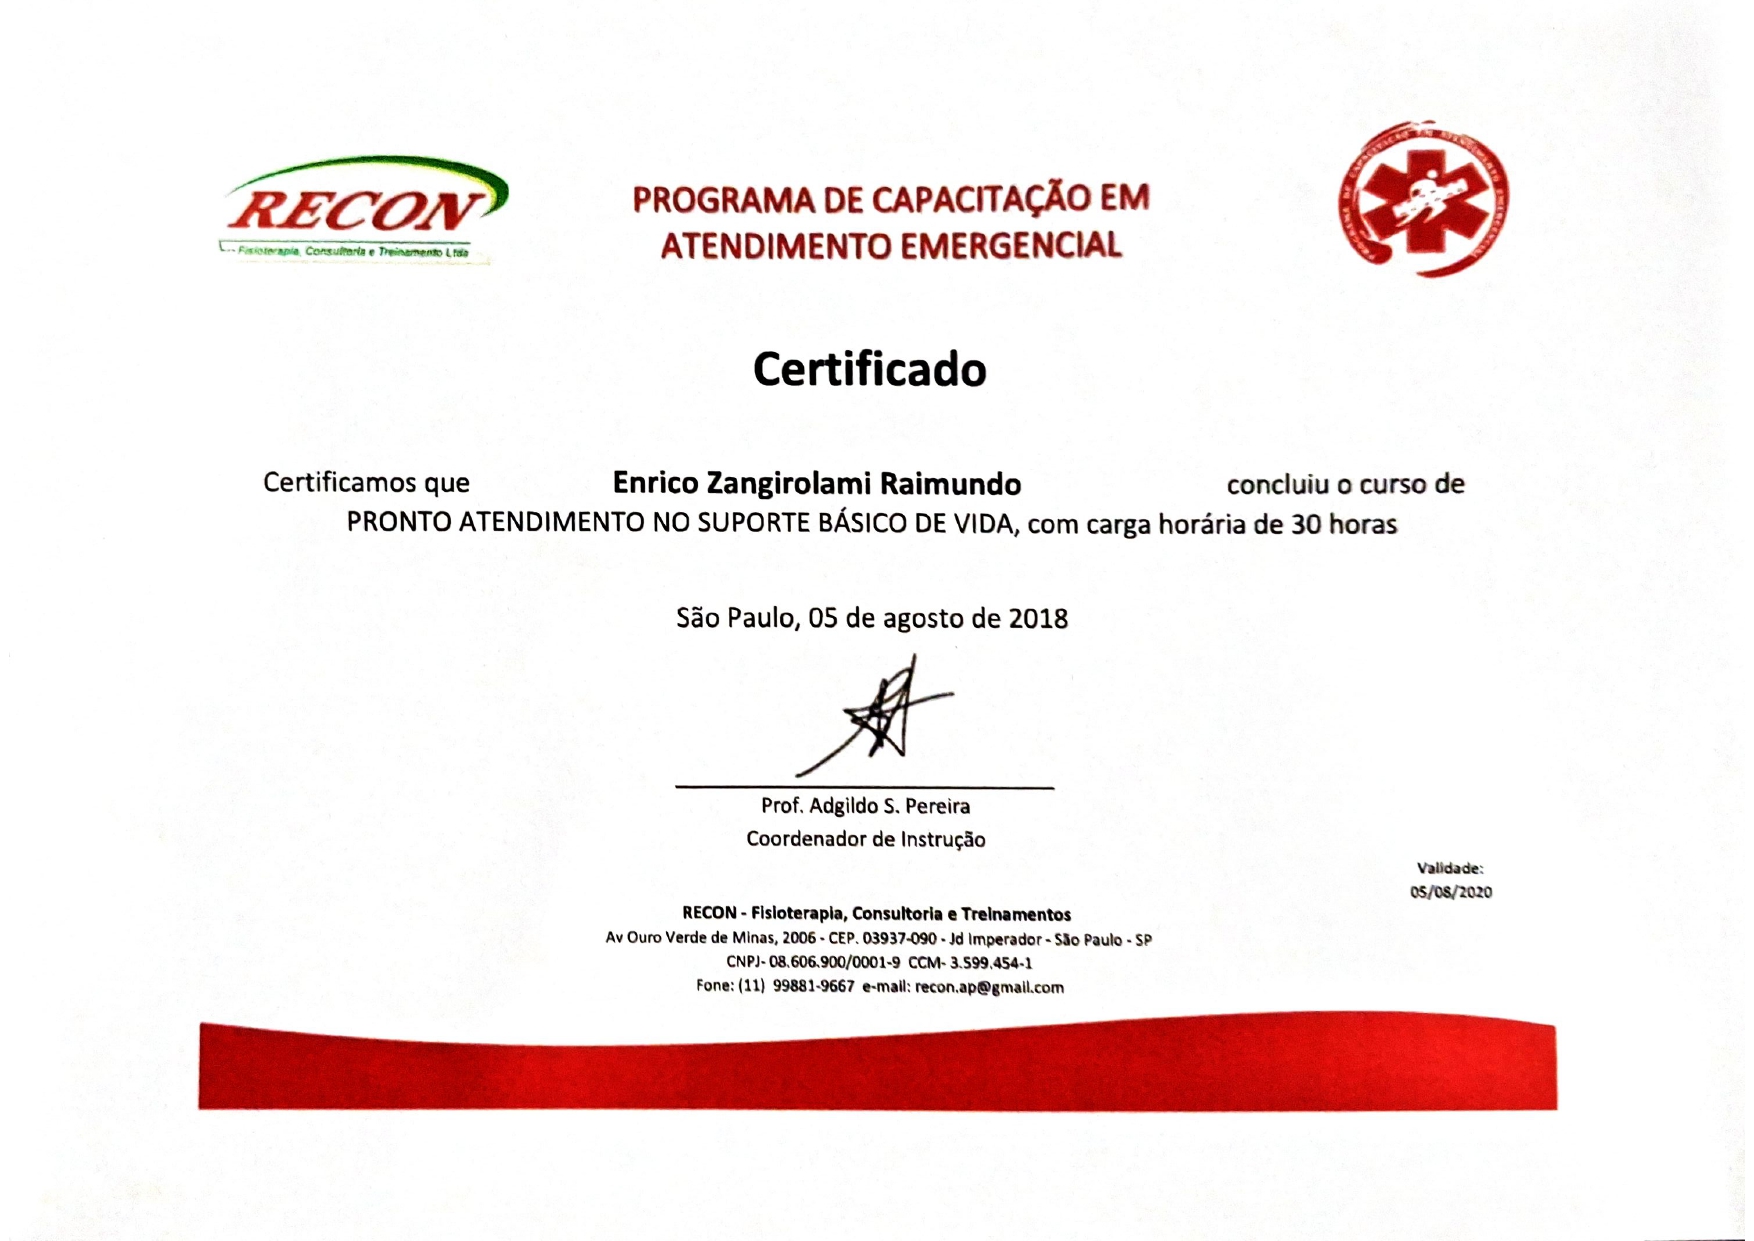 RECON
Fisioterapia, Consultoria e Treinamento Ltda
PROGRAMA DE CAPACITAÇÃO EM
ATENDIMENTO EMERGENCIAL
PROGRAMA DE CAPACITAÇÃO EM ATENDIMENTO EMERGENCIAL
Certificado
Certificamos que Enrico Zangirolami Raimundo concluiu o curso de
PRONTO ATENDIMENTO NO SUPORTE BÁSICO DE VIDA, com carga horária de 30 horas
São Paulo, 05 de agosto de 2018
Prof. Adgildo S. Pereira
Coordenador de Instrução
Validade:
05/08/2020
RECON - Fisioterapia, Consultoria e Treinamentos
Av Ouro Verde de Minas, 2006 - CEP. 03937-090 - Jd Imperador - São Paulo - SP
CNPJ- 08.606.900/0001-9 CCM- 3.599.454-1
Fone: (11) 99881-9667 e-mail: recon.ap@gmail.com